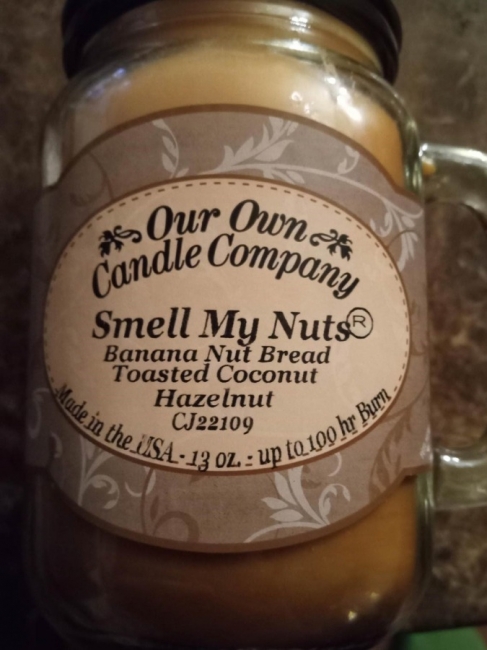 Our Own
Candle Company
Smell My Nuts®
Banana Nut Bread
Toasted Coconut
Hazelnut
CJ22109
Made in the USA - 13 oz. - up to 100 hr Burn